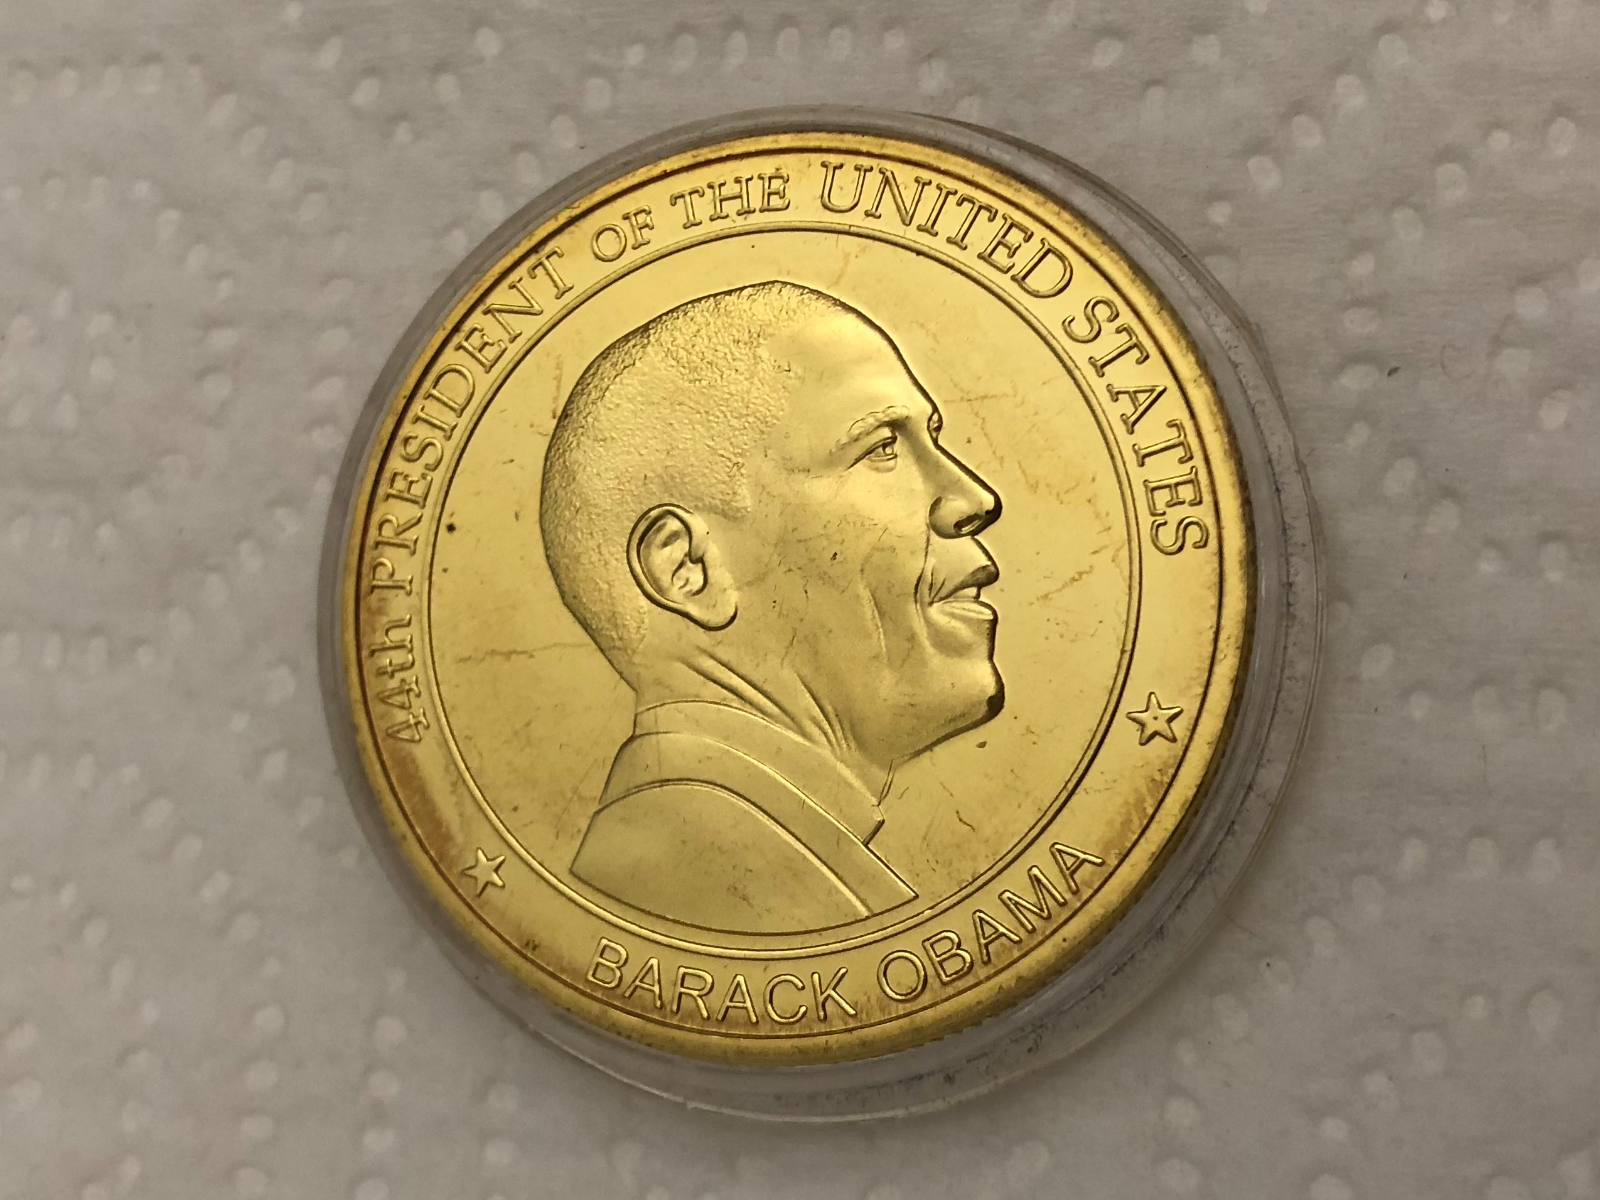 44th PRESIDENT OF THE UNITED STATES
BARACK OBAMA